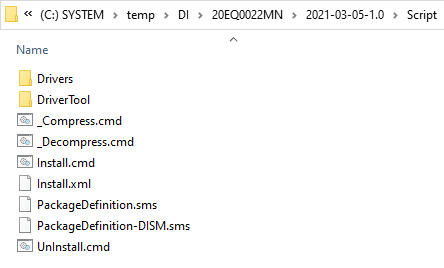 « (C:) SYSTEM > temp > DI > 20EQ0022MN > 2021-03-05-1.0 > Script
Name
Drivers
DriverTool
_Compress.cmd
_Decompress.cmd
Install.cmd
Install.xml
PackageDefinition.sms
PackageDefinition-DISM.sms
UnInstall.cmd